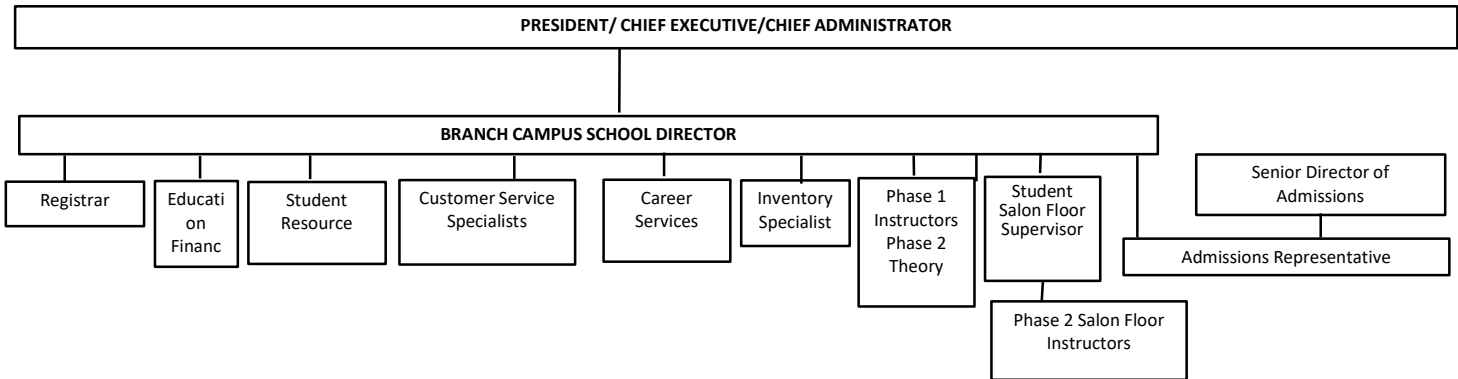 PRESIDENT/ CHIEF EXECUTIVE/CHIEF ADMINISTRATOR
BRANCH CAMPUS SCHOOL DIRECTOR
Registrar
Educati
on
Financ
Student
Resource
Customer Service
Specialists
Career
Services
Inventory
Specialist
Phase 1
Instructors
Phase 2
Theory
Student
Salon Floor
Supervisor
Senior Director of
Admissions
Admissions Representative
Phase 2 Salon Floor
Instructors